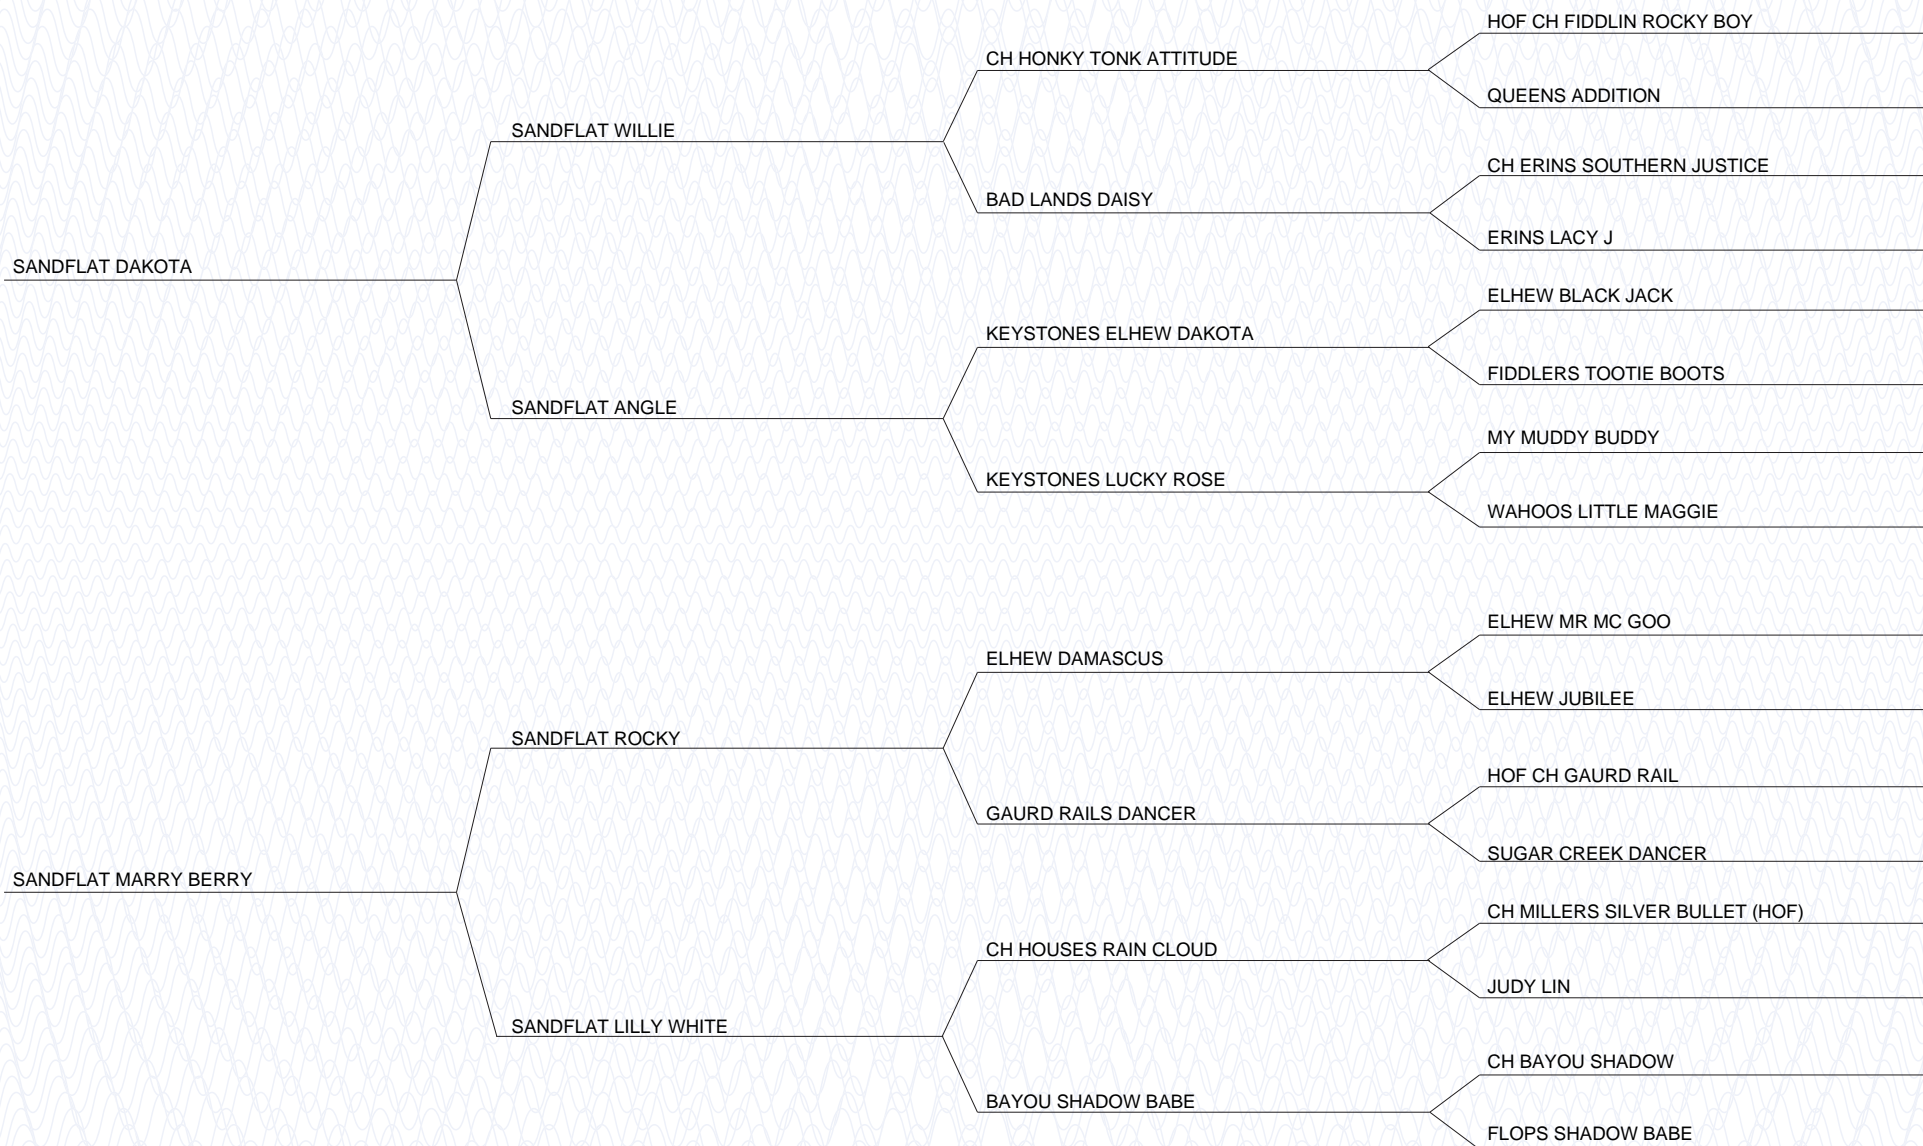 HOF CH FIDDLIN ROCKY BOY
CH HONKY TONK ATTITUDE
QUEENS ADDITION
SANDFLAT WILLIE
CH ERINS SOUTHERN JUSTICE
BAD LANDS DAISY
ERINS LACY J
SANDFLAT DAKOTA
ELHEW BLACK JACK
KEYSTONES ELHEW DAKOTA
FIDDLERS TOOTIE BOOTS
SANDFLAT ANGLE
MY MUDDY BUDDY
KEYSTONES LUCKY ROSE
WAHOOS LITTLE MAGGIE
ELHEW MR MC GOO
ELHEW DAMASCUS
ELHEW JUBILEE
SANDFLAT ROCKY
HOF CH GAURD RAIL
GAURD RAILS DANCER
SUGAR CREEK DANCER
SANDFLAT MARRY BERRY
CH MILLERS SILVER BULLET (HOF)
CH HOUSES RAIN CLOUD
JUDY LIN
SANDFLAT LILLY WHITE
CH BAYOU SHADOW
BAYOU SHADOW BABE
FLOPS SHADOW BABE